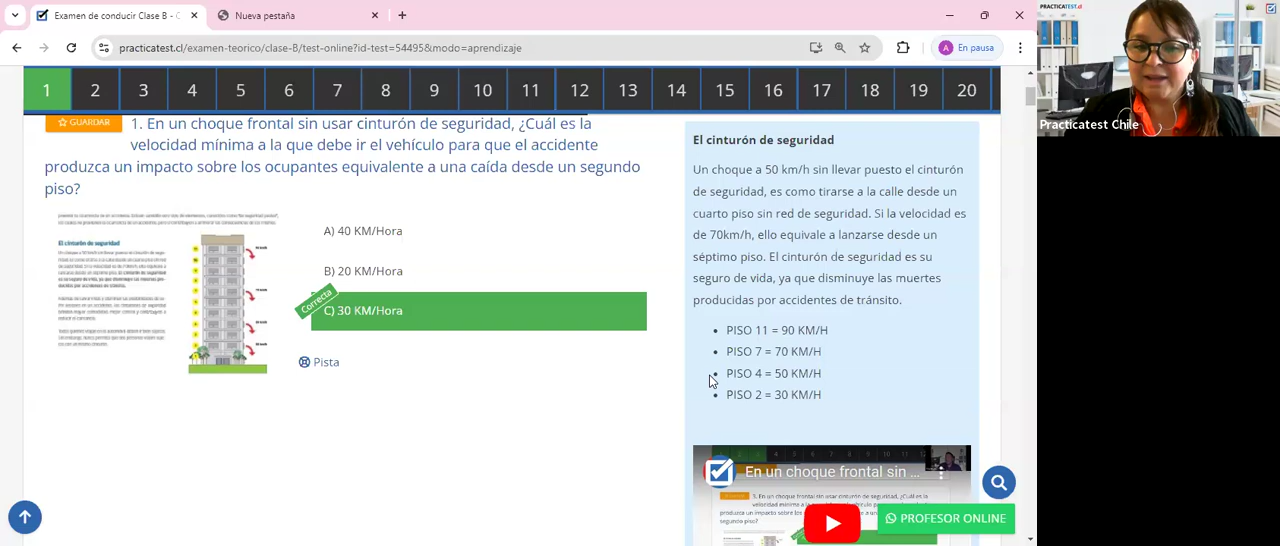 Examen de conducir Clase B - C
Nueva pestaña
practicatest.cl/examen-teorico/clase-B/test-online?id-test=54495&modo=aprendizaje
A
En pausa
1 2 3 4 5 6 7 8 9 10 11 12 13 14 15 16 17 18 19 20
GUARDAR
1. En un choque frontal sin usar cinturón de seguridad, ¿Cuál es la
velocidad mínima a la que debe ir el vehículo para que el accidente
produzca un impacto sobre los ocupantes equivalente a una caída desde un segundo
piso?
El cinturón de seguridad
A) 40 KM/Hora
B) 20 KM/Hora
Correcta
C) 30 KM/Hora
Pista
El cinturón de seguridad
Un choque a 50 km/h sin llevar puesto el cinturón
de seguridad, es como tirarse a la calle desde un
cuarto piso sin red de seguridad. Si la velocidad es
de 70km/h, ello equivale a lanzarse desde un
séptimo piso. El cinturón de seguridad es su
seguro de vida, ya que disminuye las muertes
producidas por accidentes de tránsito.
PISO 11 = 90 KM/H
PISO 7 = 70 KM/H
PISO 4 = 50 KM/H
PISO 2 = 30 KM/H
En un choque frontal sin ...
PROFESOR ONLINE
PRACTICATEST.cl
Practicatest Chile